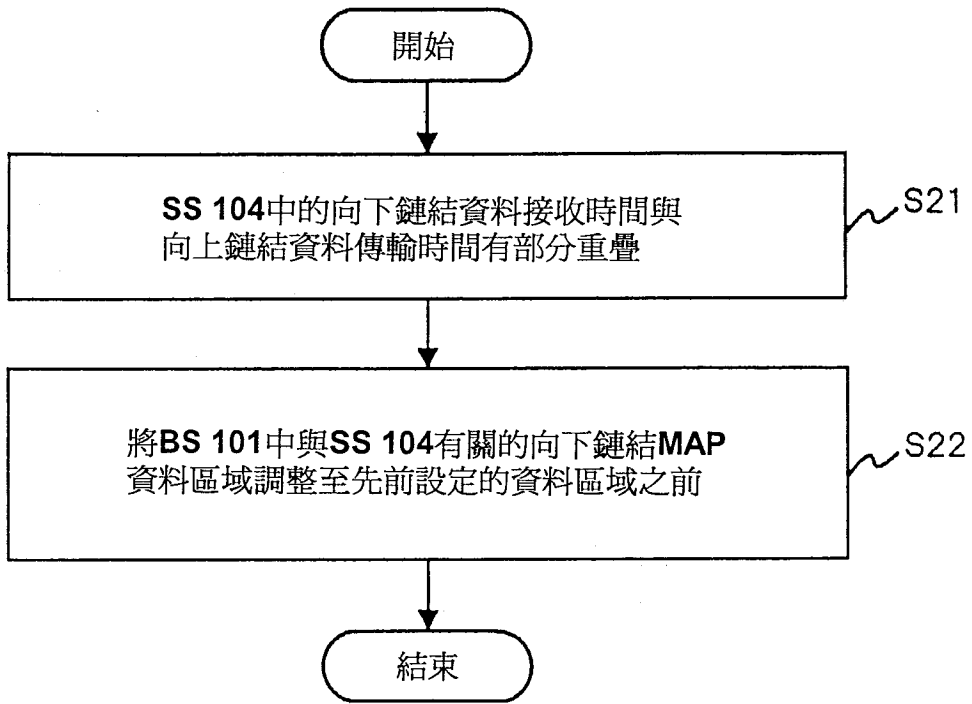 開始
SS 104中的向下鏈結資料接收時間與
向上鏈結資料傳輸時間有部分重疊
S21
將BS 101中與SS 104有關的向下鏈結MAP
資料區域調整至先前設定的資料區域之前
S22
結束